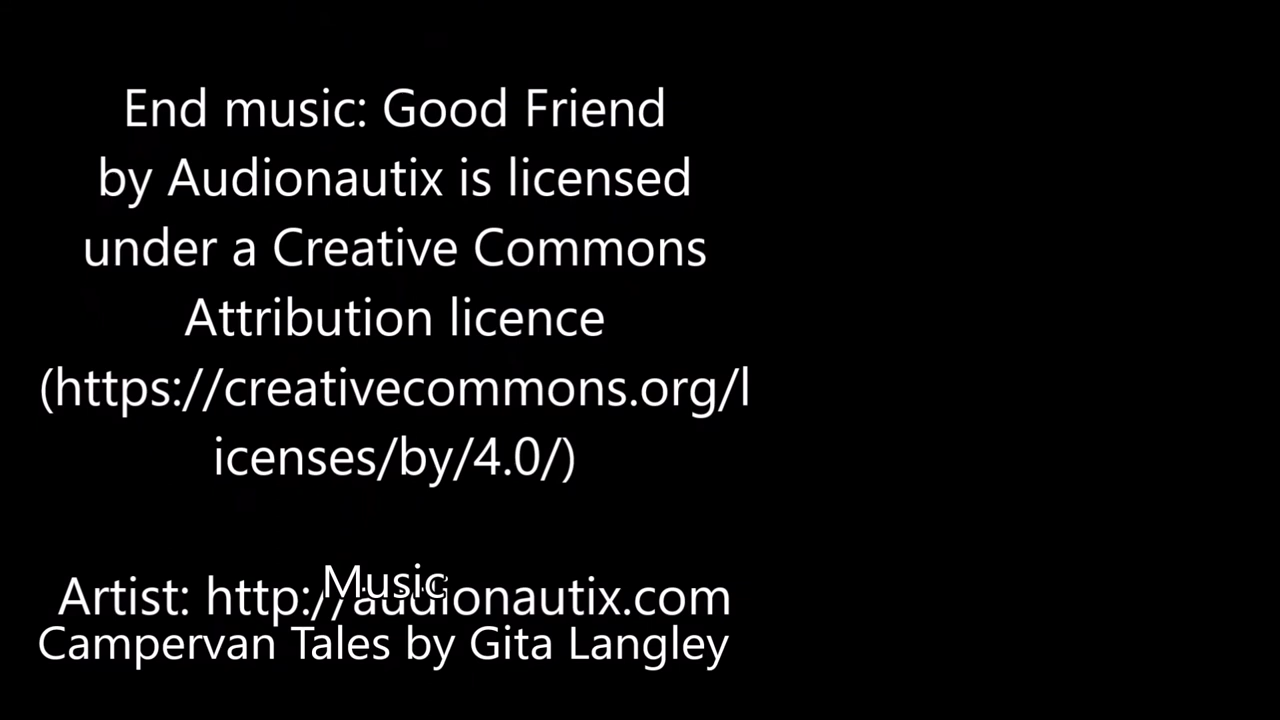 End music: Good Friend
by Audionautix is licensed
under a Creative Commons
Attribution licence
(https://creativecommons.org/l
icenses/by/4.0/)
Music
Artist: http://audionautix.com
Campervan Tales by Gita Langley